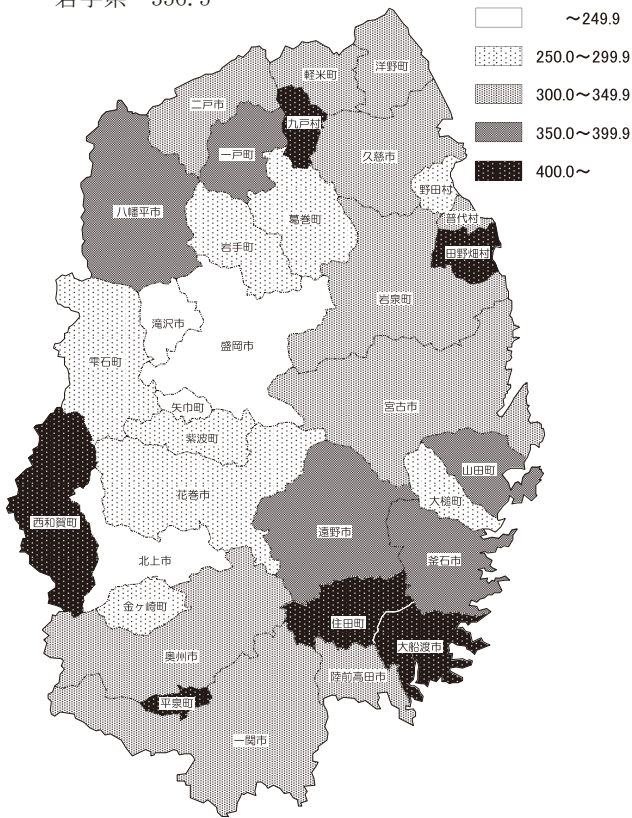 岩手県 330.9
～249.9
250.0～299.9
300.0～349.9
350.0～399.9
400.0～
洋野町
軽米町
二戸市
九戸村
一戸町
久慈市
野田村
八幡平市
葛巻町
普代村
岩手町
田野畑村
岩泉町
滝沢市
盛岡市
雫石町
矢巾町
宮古市
紫波町
山田町
花巻市
大槌町
西和賀町
遠野市
北上市
釜石市
金ヶ崎町
住田町
大船渡市
奥州市
陸前高田市
平泉町
一関市